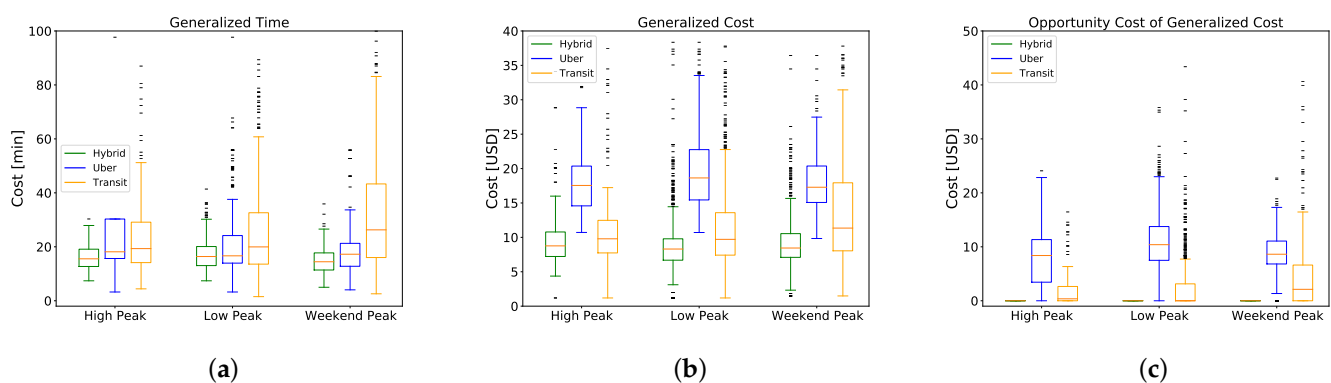 Generalized Time
Cost [min]
100
80
60
40
20
0
Hybrid
Uber
Transit
High Peak
Low Peak
Weekend Peak
(a)
Generalized Cost
Cost [USD]
40
35
30
25
20
15
10
5
0
Hybrid
Uber
Transit
High Peak
Low Peak
Weekend Peak
(b)
Opportunity Cost of Generalized Cost
Cost [USD]
50
40
30
20
10
0
Hybrid
Uber
Transit
High Peak
Low Peak
Weekend Peak
(c)